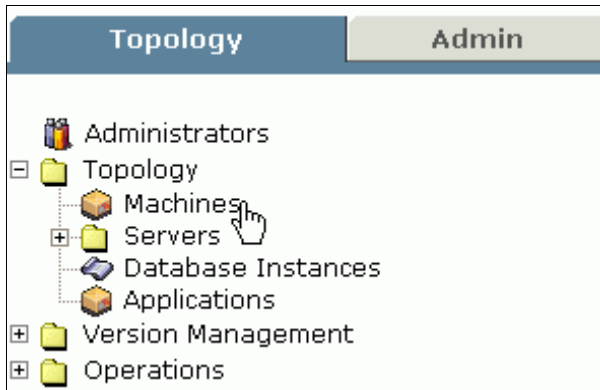 Topology Admin
Administrators
Topology
Machines
Servers
Database Instances
Applications
Version Management
Operations